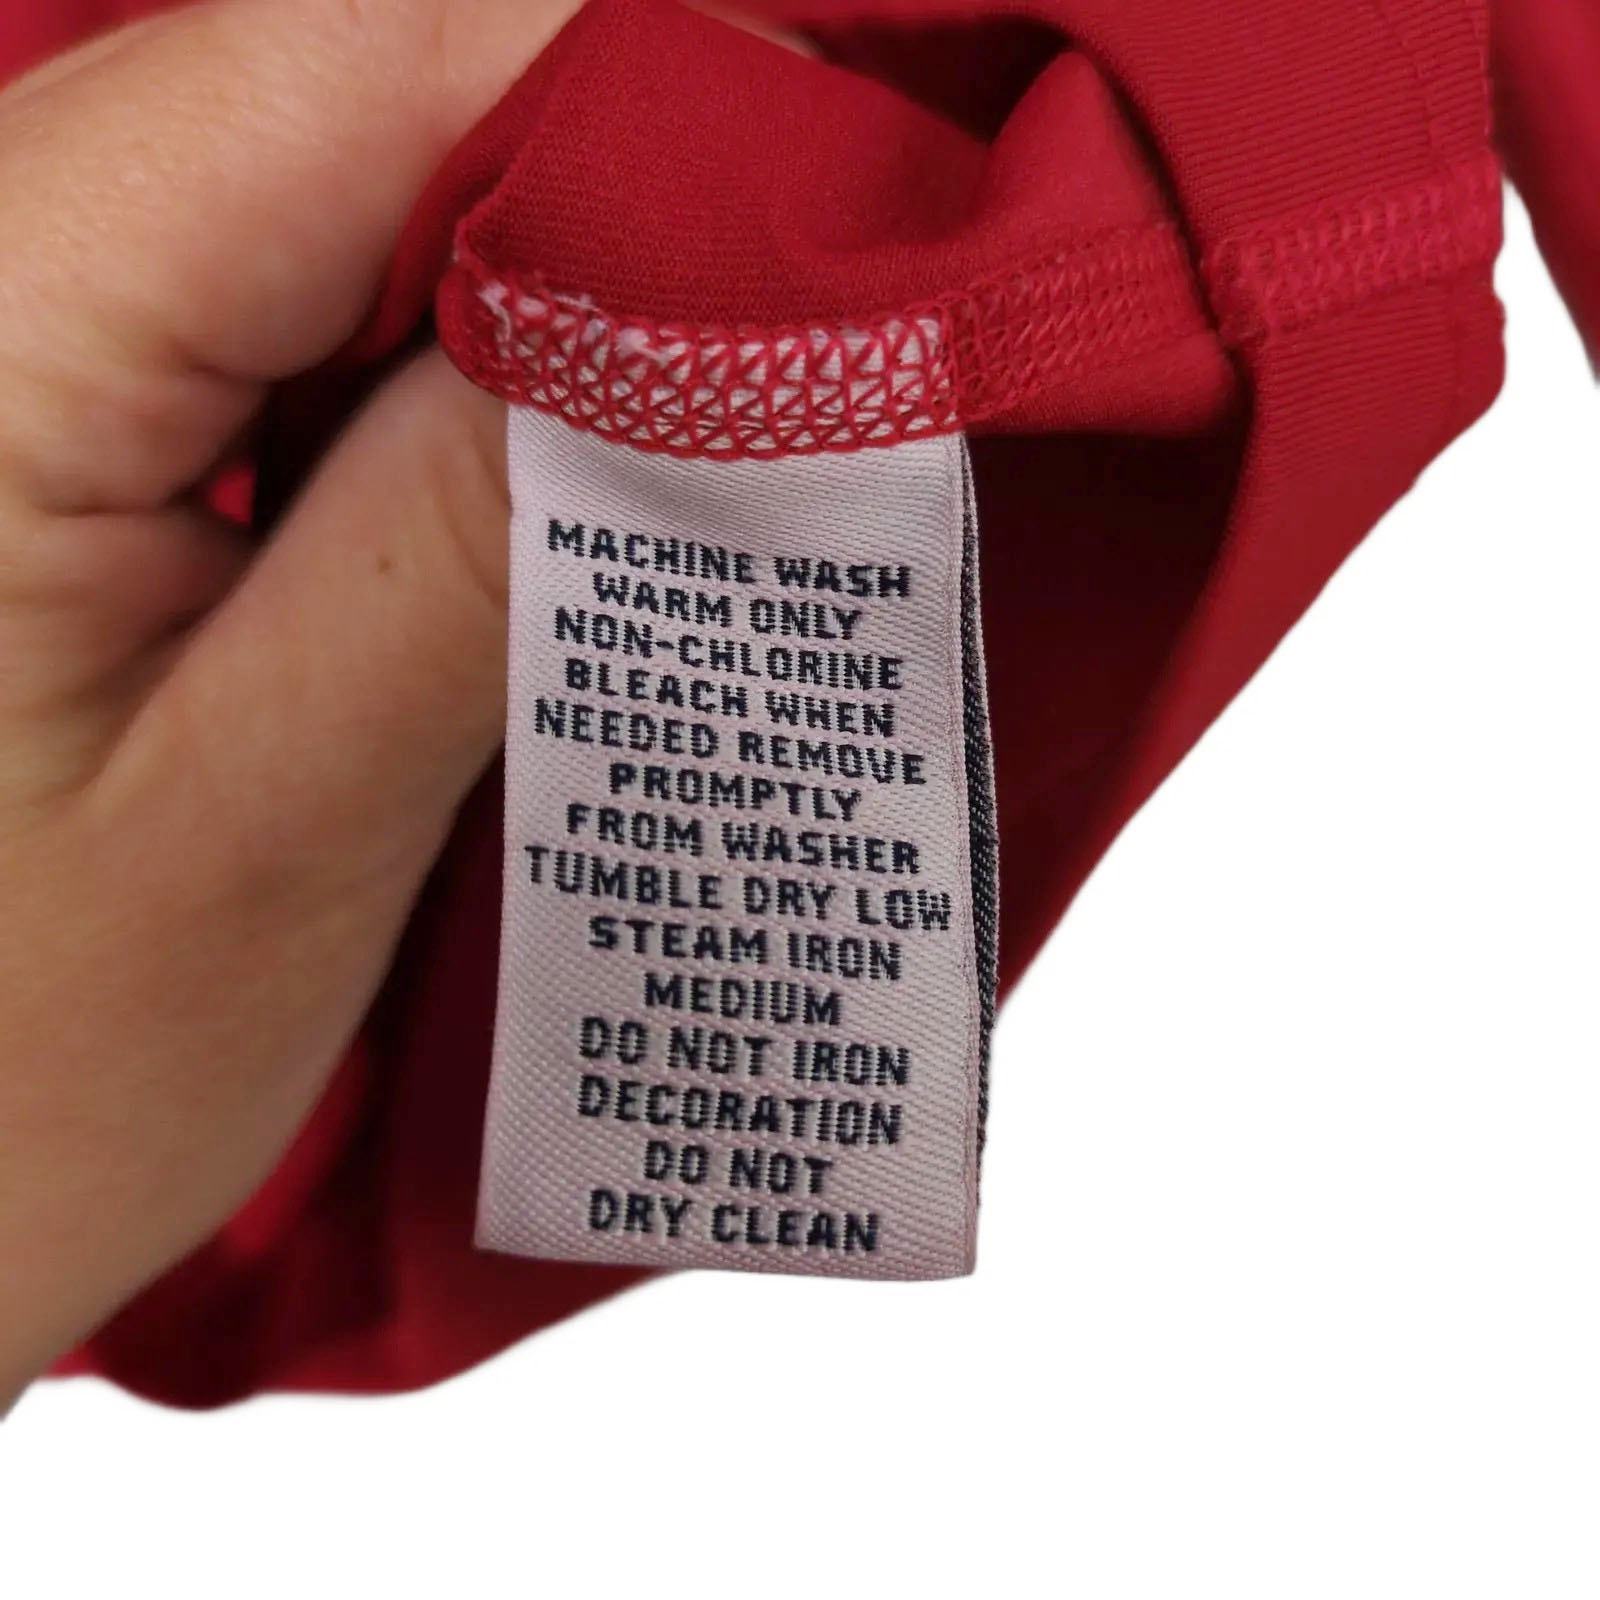 MACHINE WASH
WARM ONLY
NON-CHLORINE
BLEACH WHEN
NEEDED REMOVE
PROMPTLY
FROM WASHER
TUMBLE DRY LOW
STEAM IRON
MEDIUM
DO NOT IRON
DECORATION
DO NOT
DRY CLEAN